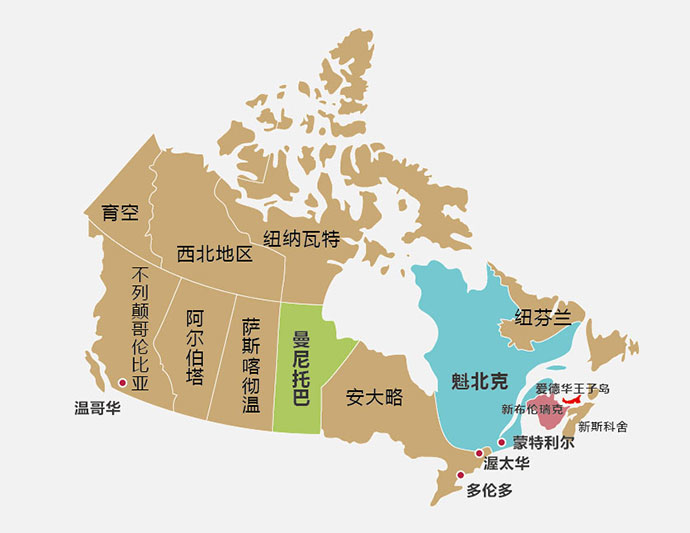 育空
西北地区
纽纳瓦特
不列颠哥伦比亚
阿尔伯塔
萨斯喀彻温
曼尼托巴
安大略
魁北克
纽芬兰
爱德华王子岛
新布伦瑞克
新斯科舍
温哥华
蒙特利尔
渥太华
多伦多